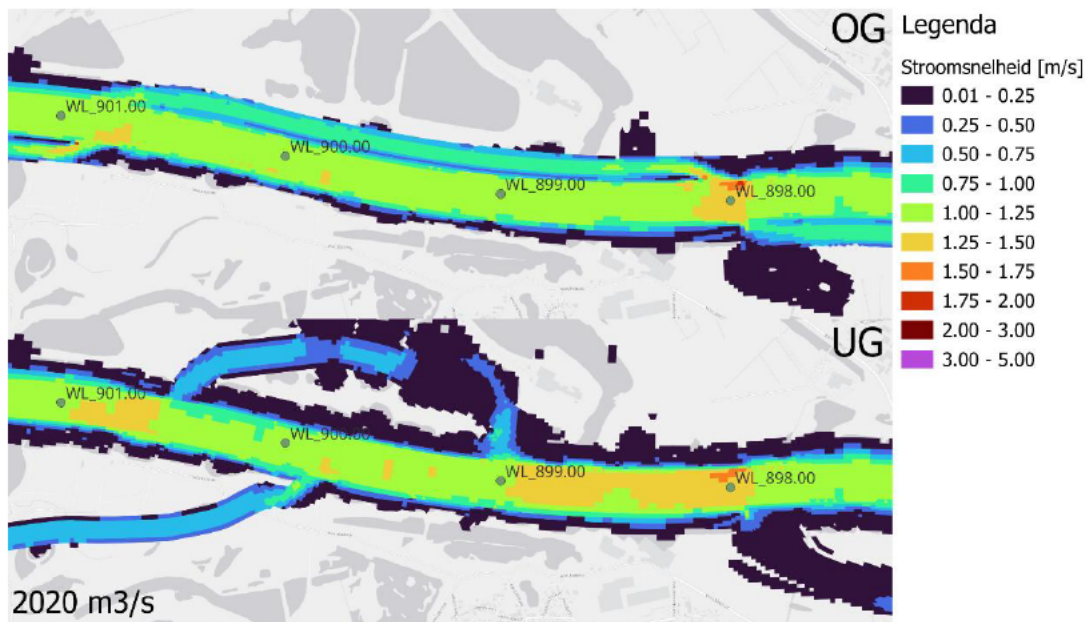 OG
Legenda
Stroomsnelheid [m/s]
0.01 - 0.25
0.25 - 0.50
0.50 - 0.75
0.75 - 1.00
1.00 - 1.25
1.25 - 1.50
1.50 - 1.75
1.75 - 2.00
2.00 - 3.00
3.00 - 5.00
WL_901.00
WL_900.00
WL_899.00
WL_898.00
UG
WL_901.00
WL_900.00
WL_899.00
WL_898.00
2020 m3/s